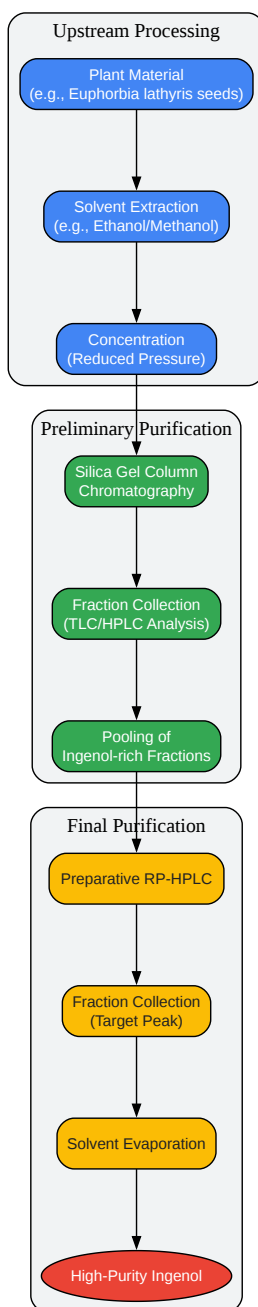 Upstream Processing
Plant Material
(e.g., Euphorbia lathyris seeds)
Solvent Extraction
(e.g., Ethanol/Methanol)
Concentration
(Reduced Pressure)
Preliminary Purification
Silica Gel Column
Chromatography
Fraction Collection
(TLC/HPLC Analysis)
Pooling of
Ingenol-rich Fractions
Final Purification
Preparative RP-HPLC
Fraction Collection
(Target Peak)
Solvent Evaporation
High-Purity Ingenol